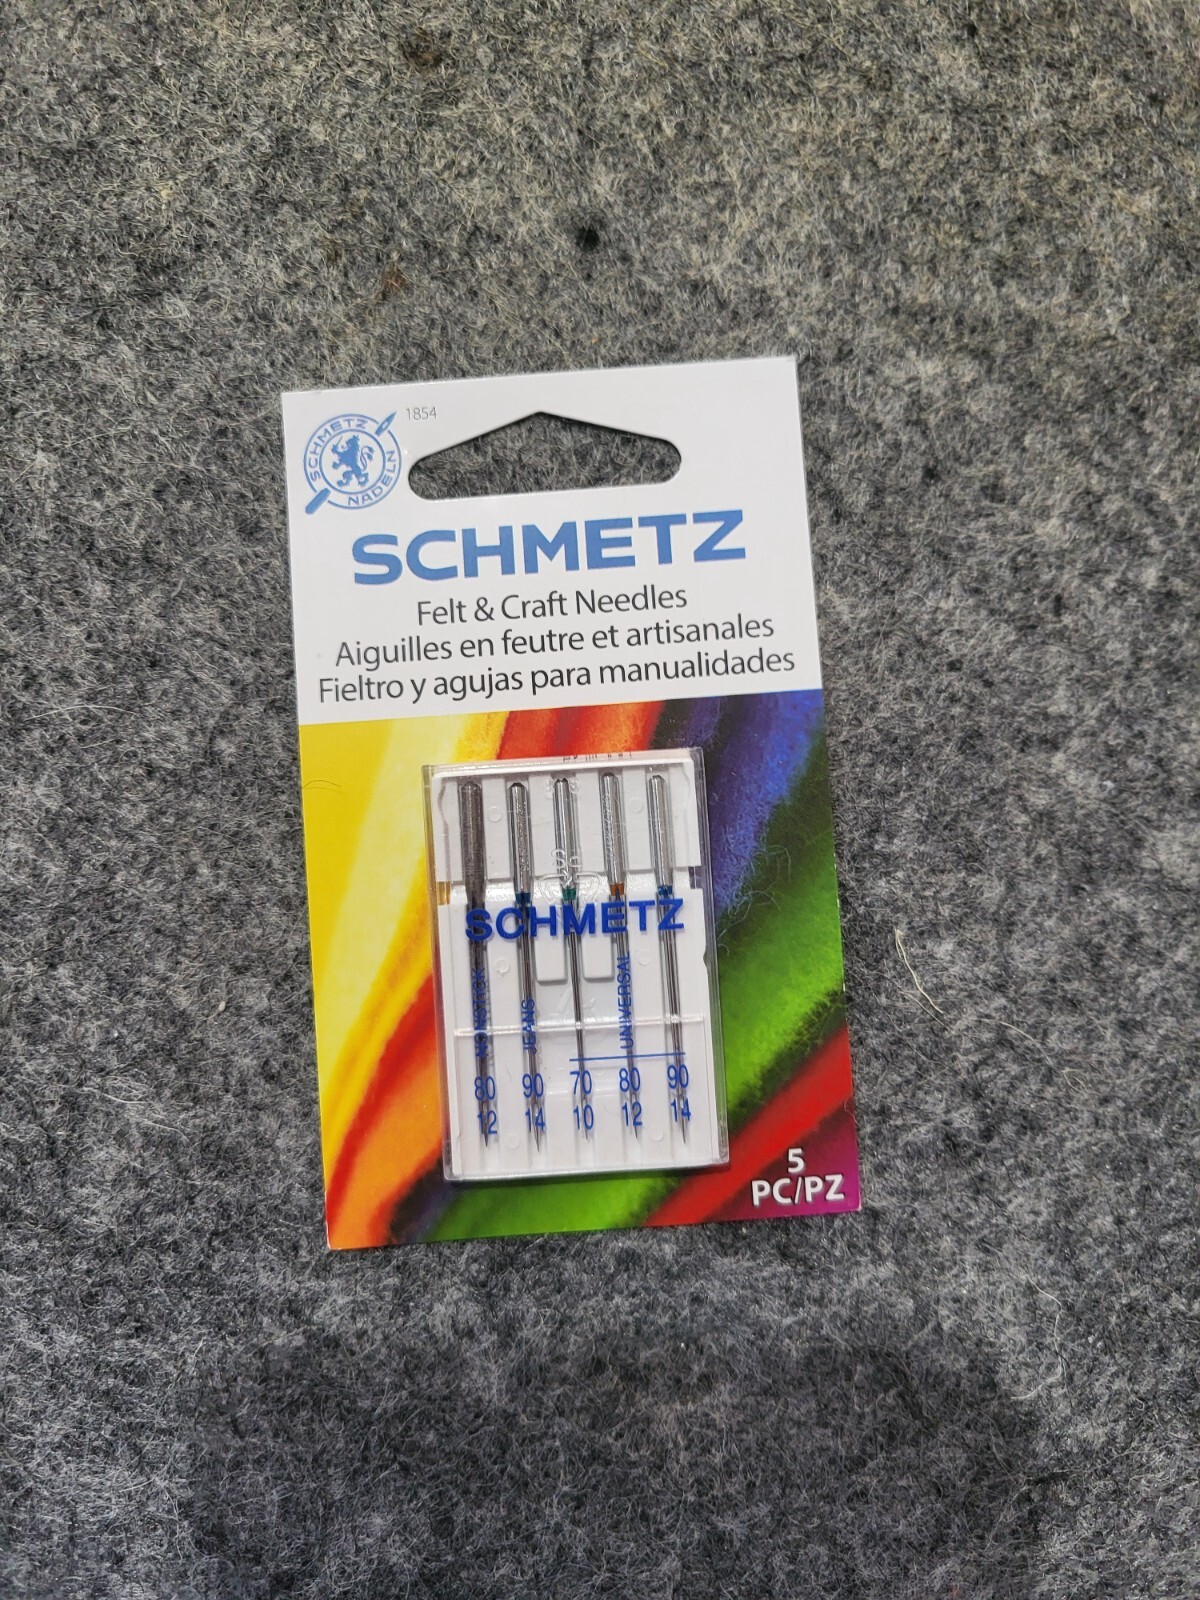 1854
SCHMETZ NADELN
SCHMETZ
Felt & Craft Needles
Aiguilles en feutre et artisanales
Fieltro y agujas para manualidades
SCHMETZ
NONSTICK
JEANS
UNIVERSAL
80 90 70 80 90
12 14 10 12 14
5
PC/PZ